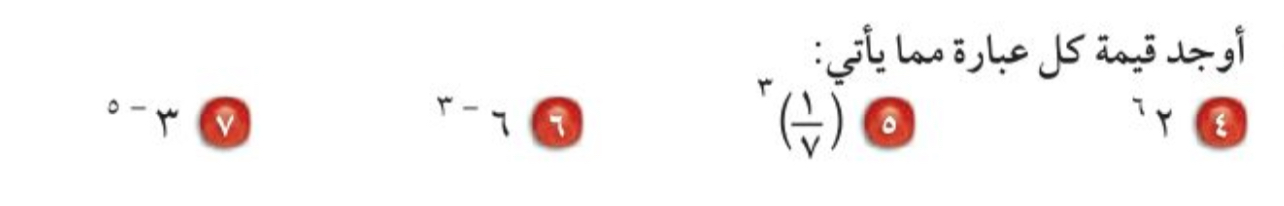 أوجد قيمة كل عبارة مما يأتي:
٤ ٢^٦ ٥ (١/٧)^٣ ٦ ٦^-٣ ٧ ٣^-٥